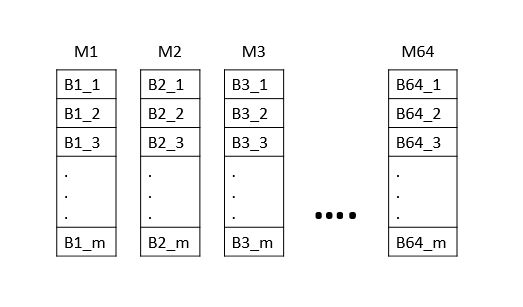 M1 M2 M3 M64
B1_1 B2_1 B3_1 B64_1
B1_2 B2_2 B3_2 B64_2
B1_3 B2_3 B3_3 B64_3
. . . .
. . . .
. . . .
....
B1_m B2_m B3_m B64_m